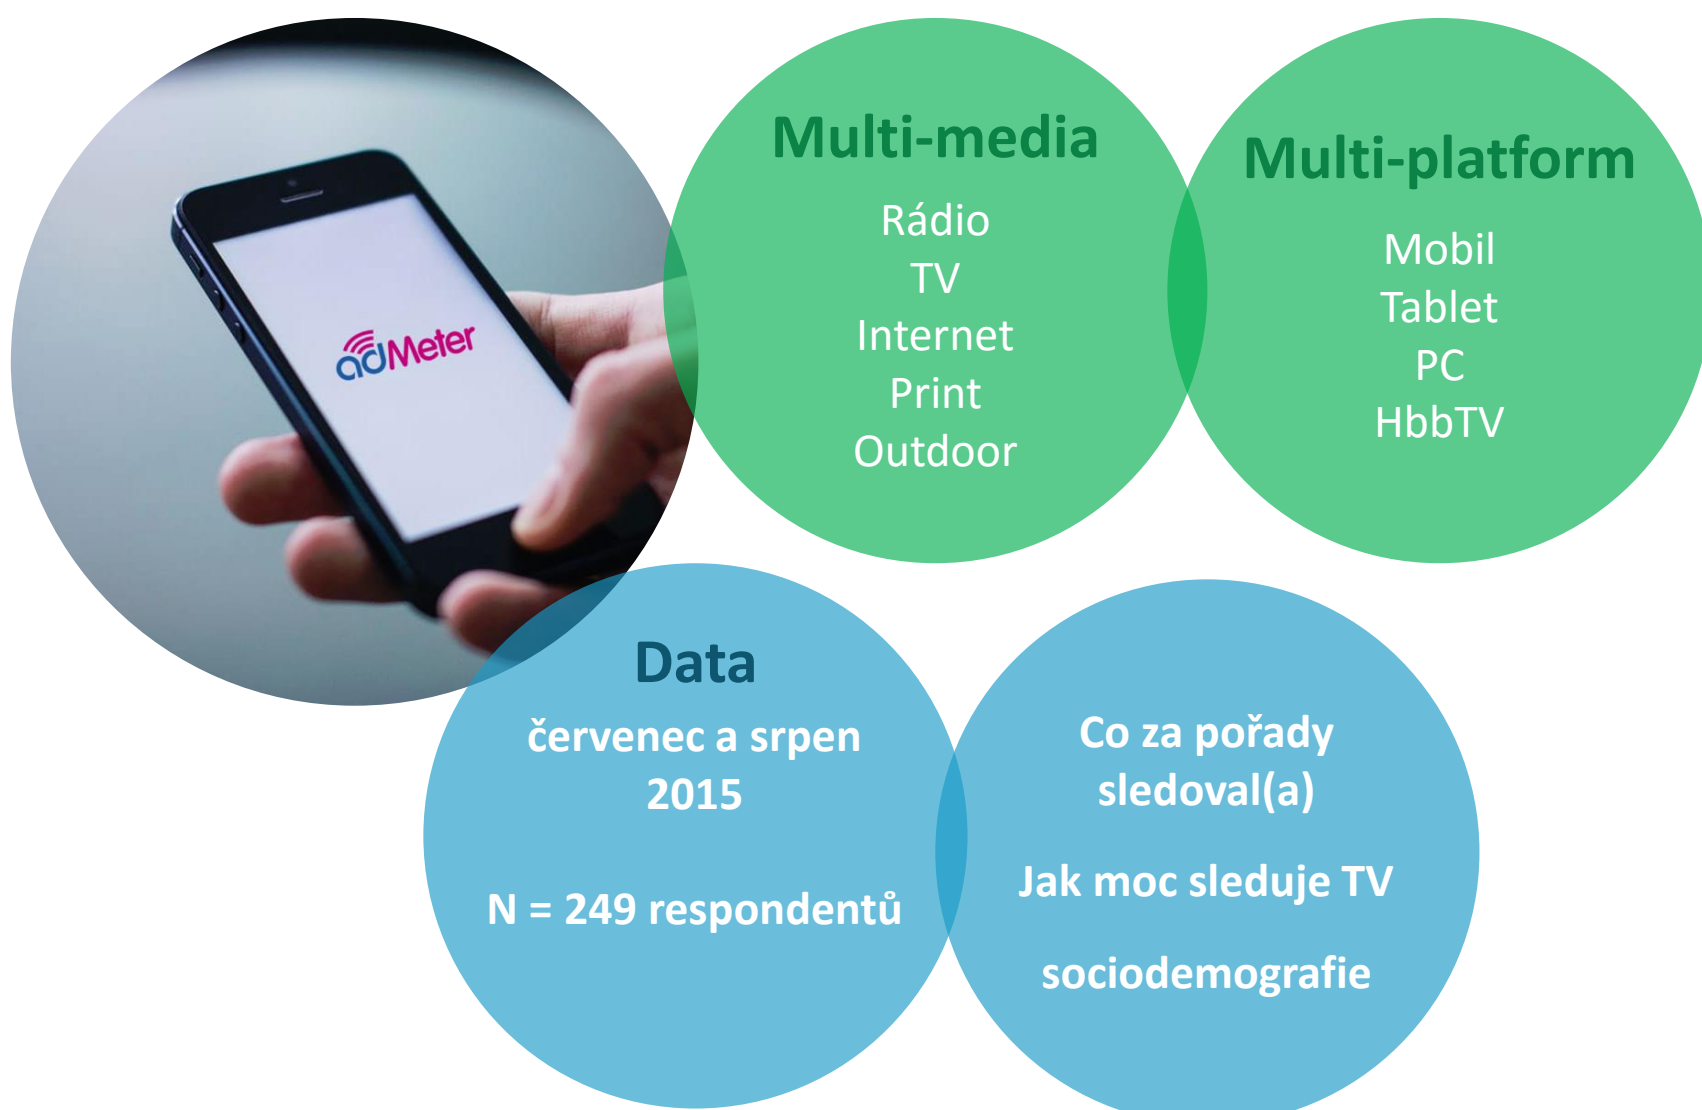 adMeter
Multi-media
Rádio
TV
Internet
Print
Outdoor
Multi-platform
Mobil
Tablet
PC
HbbTV
Data
červenec a srpen
2015
N = 249 respondentů
Co za pořady
sledoval(a)
Jak moc sleduje TV
sociodemografie